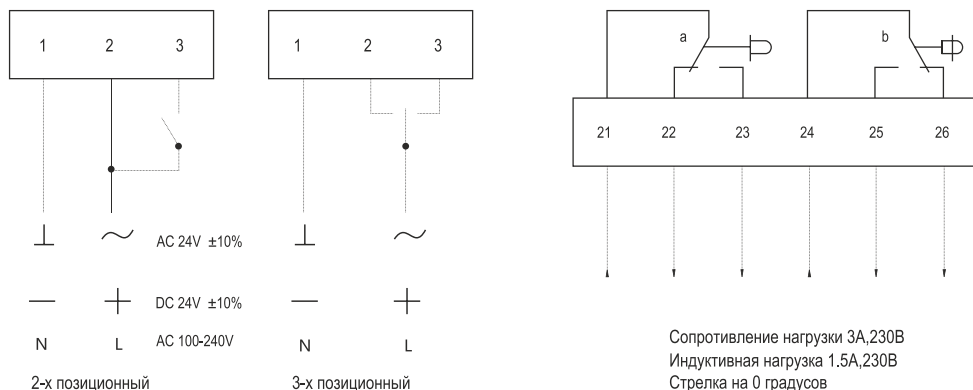 1 2 3
1 2 3
a b
21 22 23 24 25 26
AC 24V ±10%
DC 24V ±10%
N L AC 100-240V
N L
2-х позиционный
3-х позиционный
Сопротивление нагрузки 3А,230В
Индуктивная нагрузка 1.5А,230В
Стрелка на 0 градусов